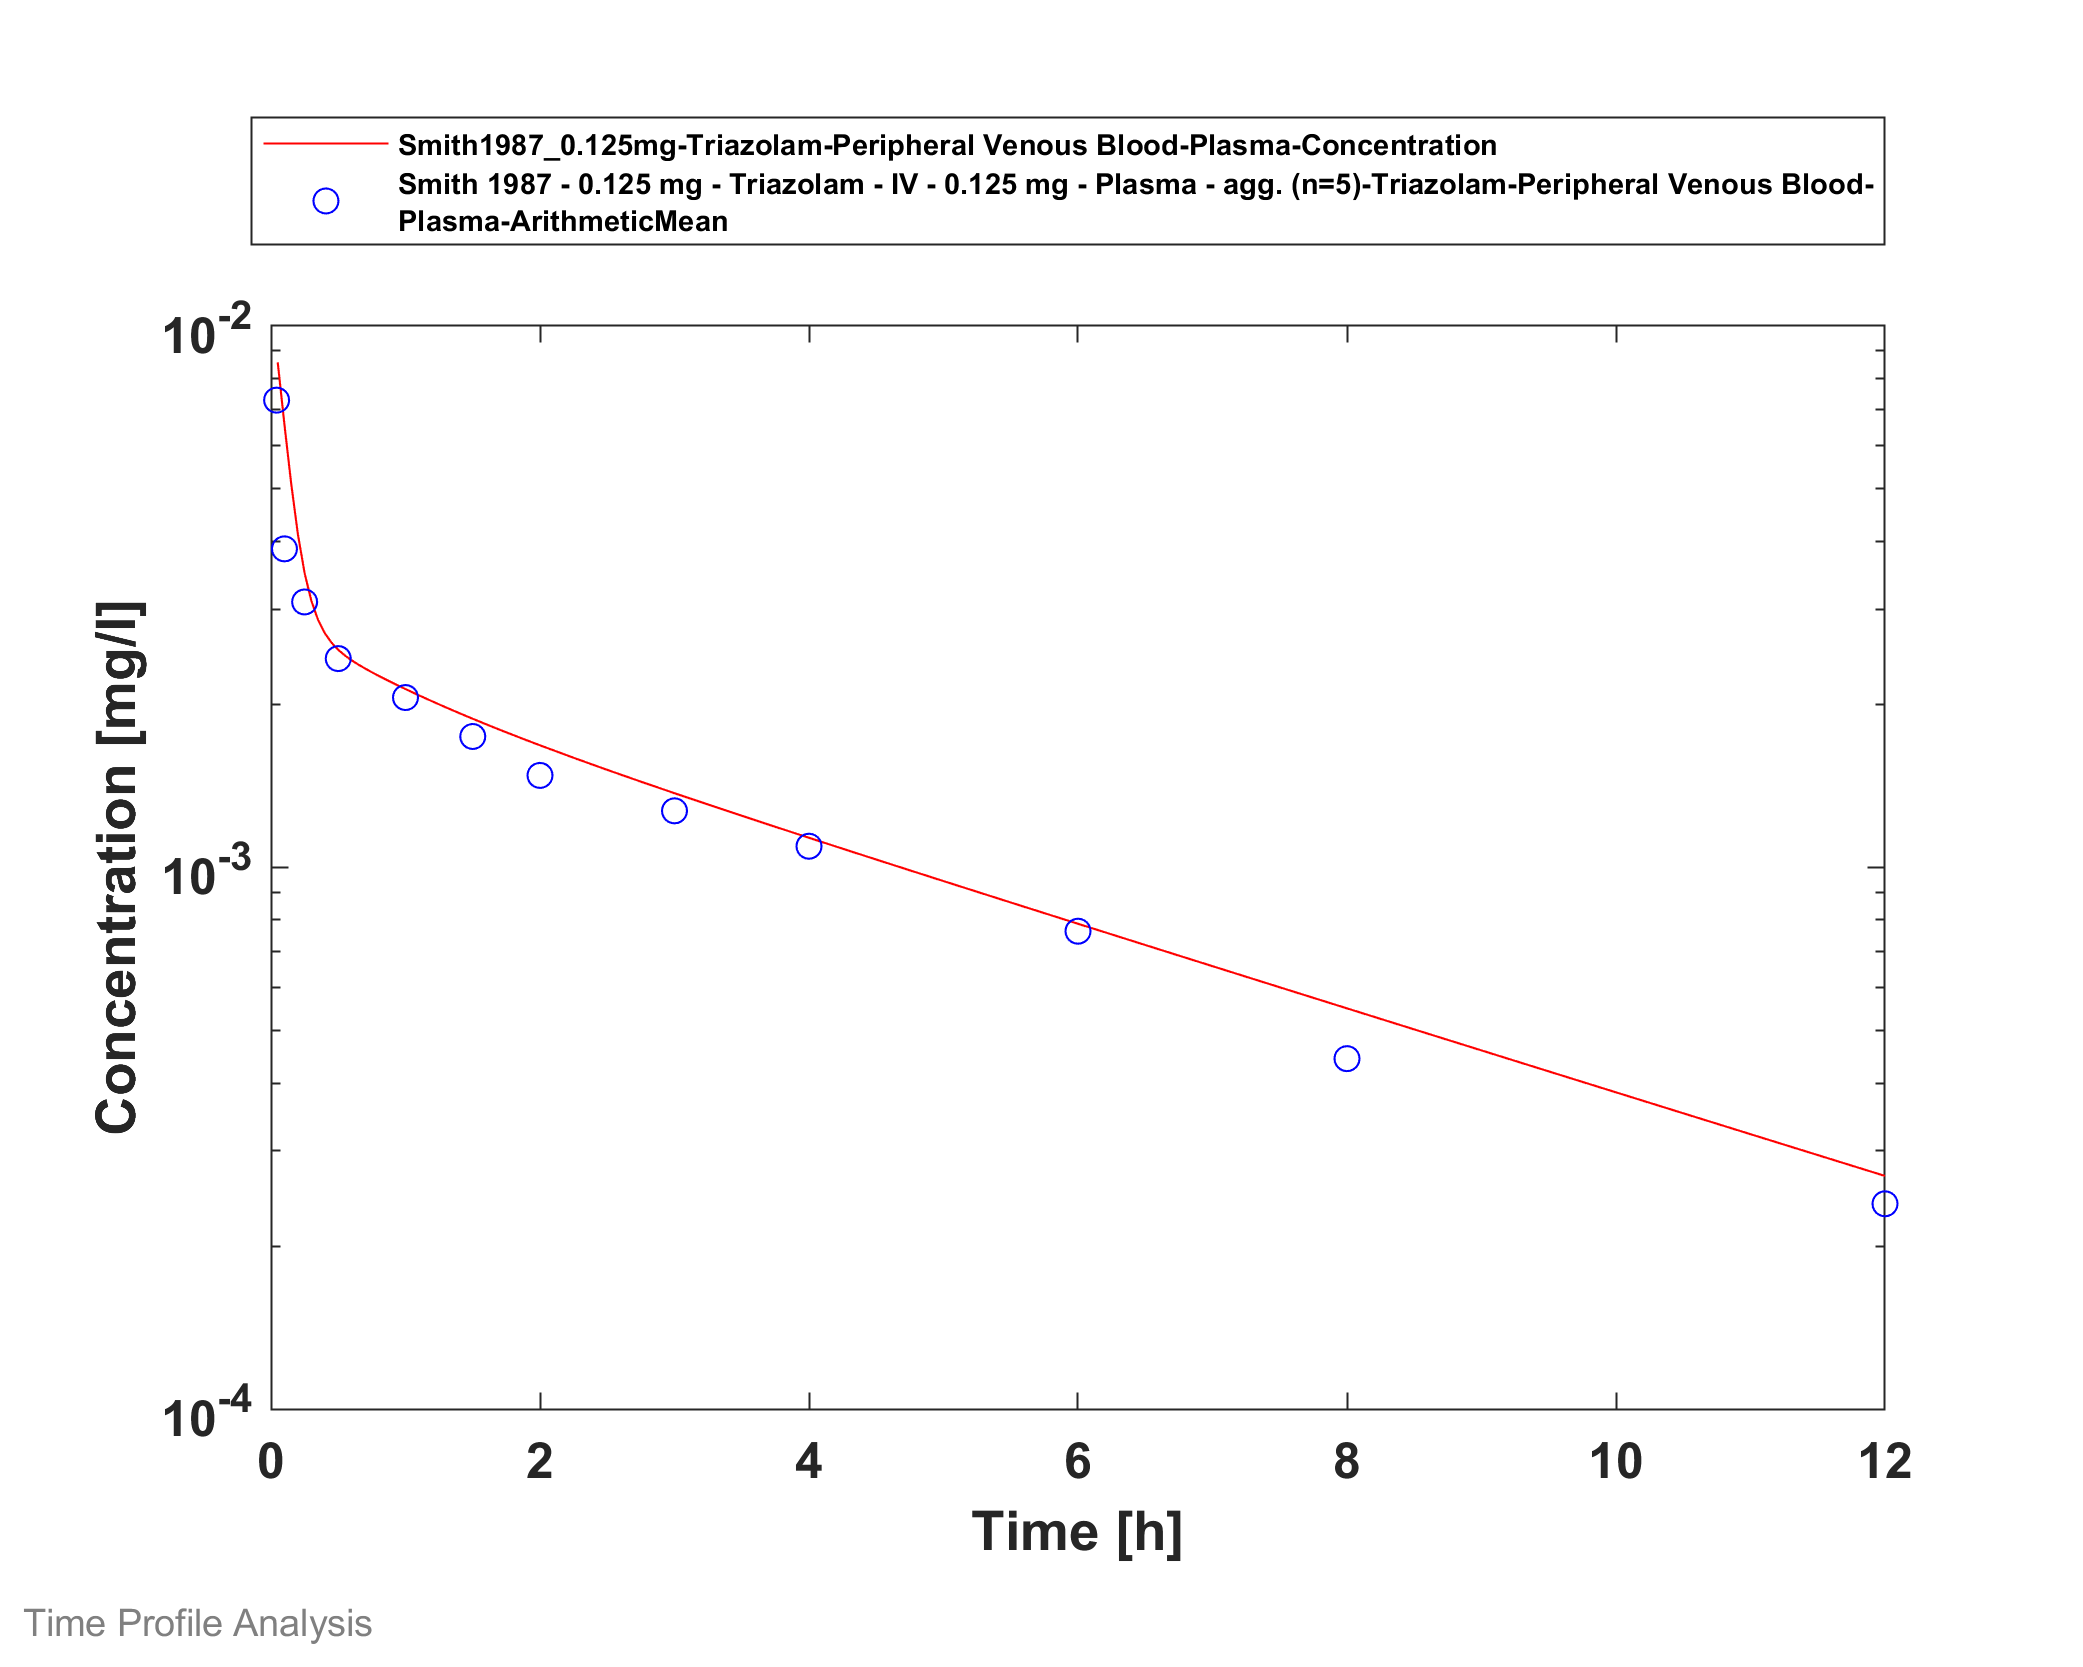 Smith1987_0.125mg-Triazolam-Peripheral Venous Blood-Plasma-Concentration
Smith 1987 - 0.125 mg - Triazolam - IV - 0.125 mg - Plasma - agg. (n=5)-Triazolam-Peripheral Venous Blood-
Plasma-ArithmeticMean
10^-2
10^-3
10^-4
Concentration [mg/l]
0 2 4 6 8 10 12
Time [h]
Time Profile Analysis